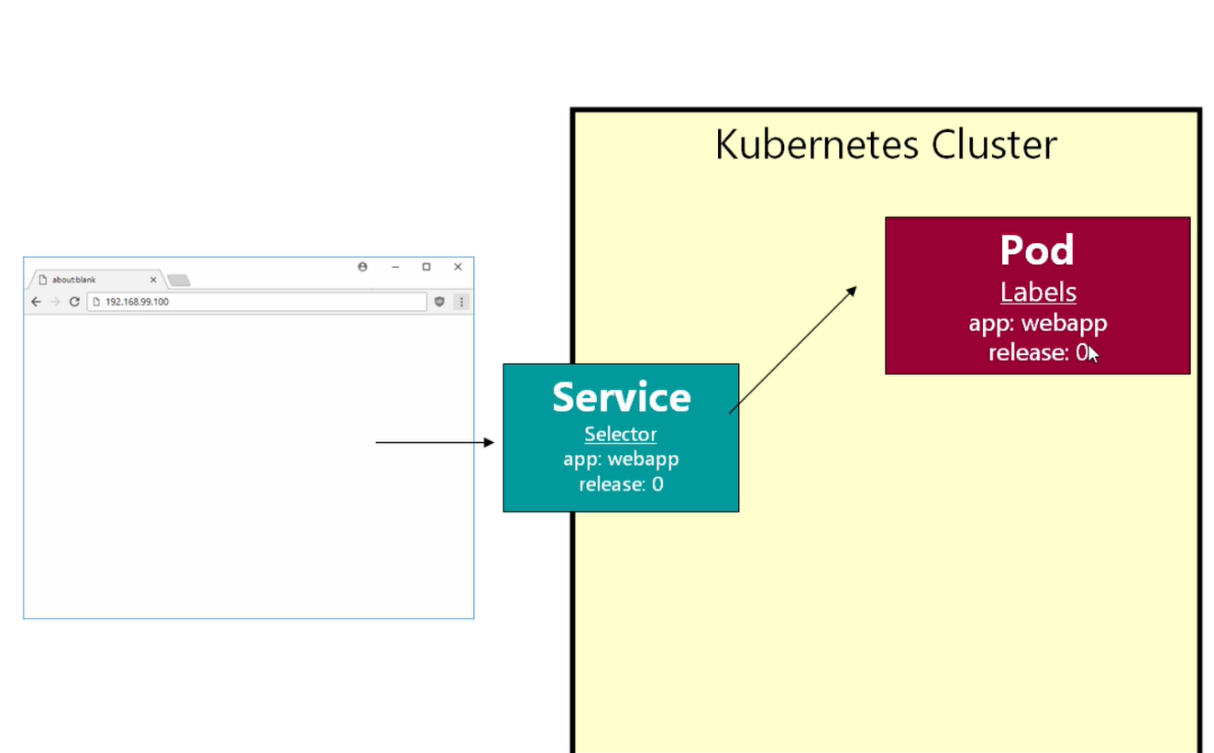 Kubernetes Cluster
Pod
Labels
app: webapp
release: 0
about:blank
192.168.99.100
Service
Selector
app: webapp
release: 0